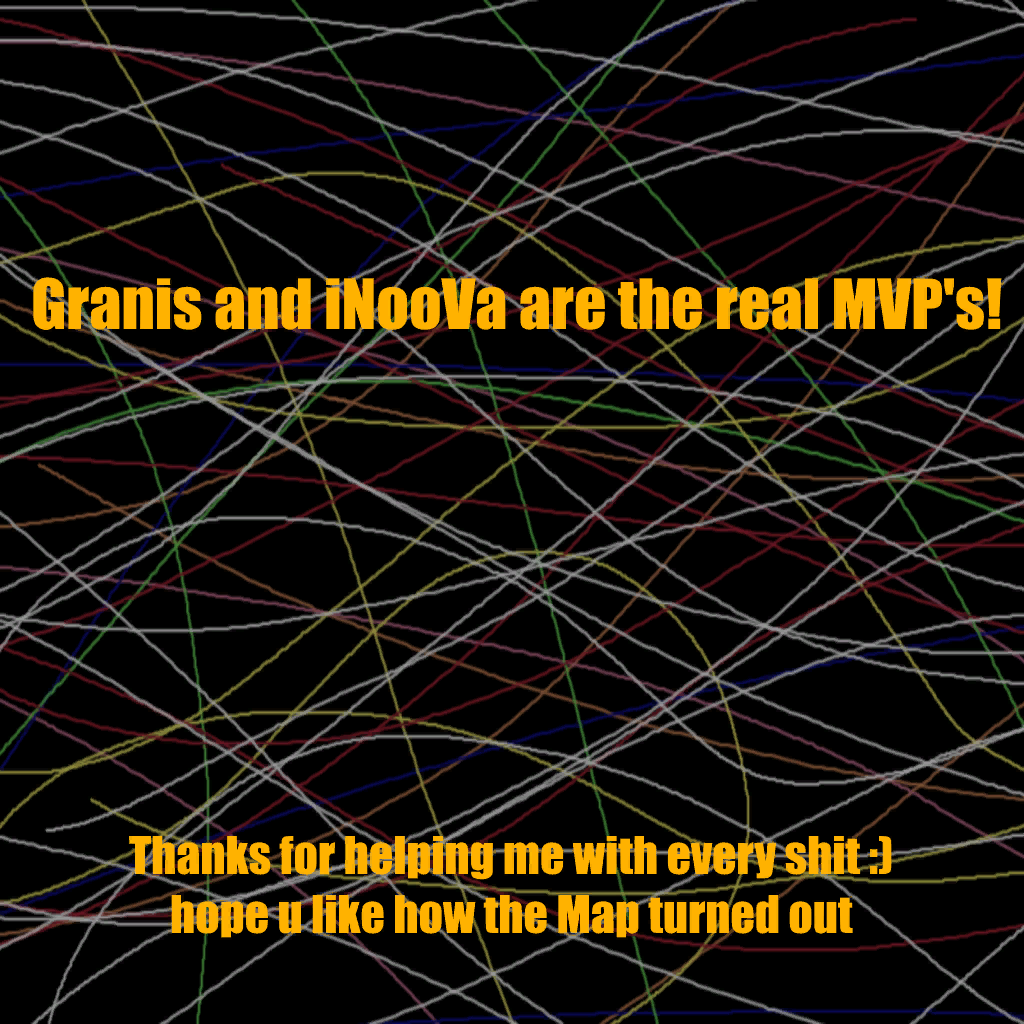 Granis and iNooVa are the real MVP's!
Thanks for helping me with every shit :)
hope u like how the Map turned out